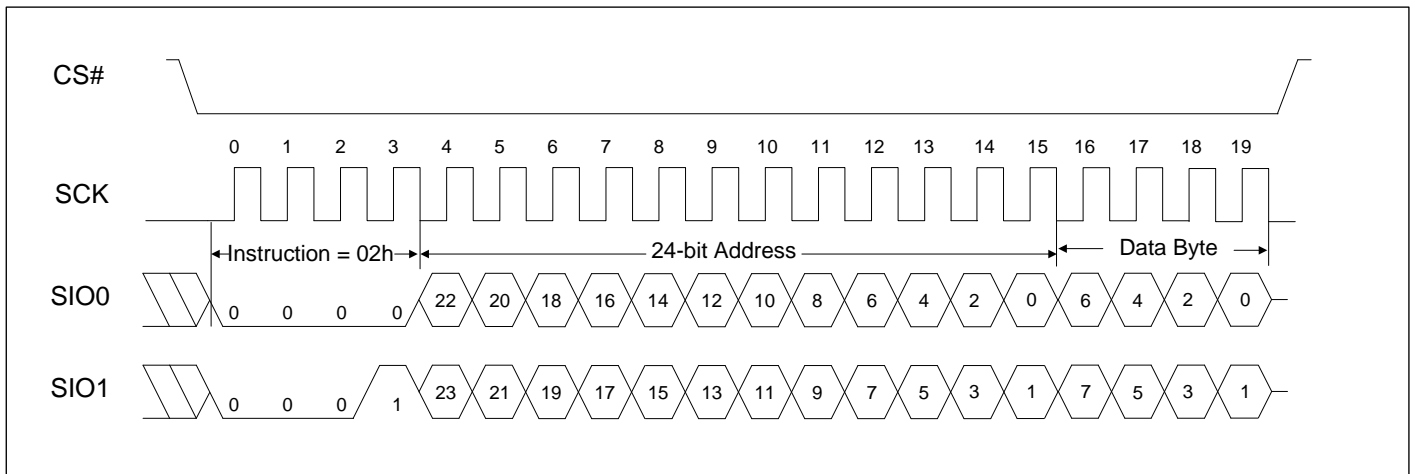 CS#
0 1 2 3 4 5 6 7 8 9 10 11 12 13 14 15 16 17 18 19
SCK
Instruction = 02h 24-bit Address Data Byte
SIO0 0 0 0 0 22 20 18 16 14 12 10 8 6 4 2 0 6 4 2 0
SIO1 0 0 0 1 23 21 19 17 15 13 11 9 7 5 3 1 7 5 3 1